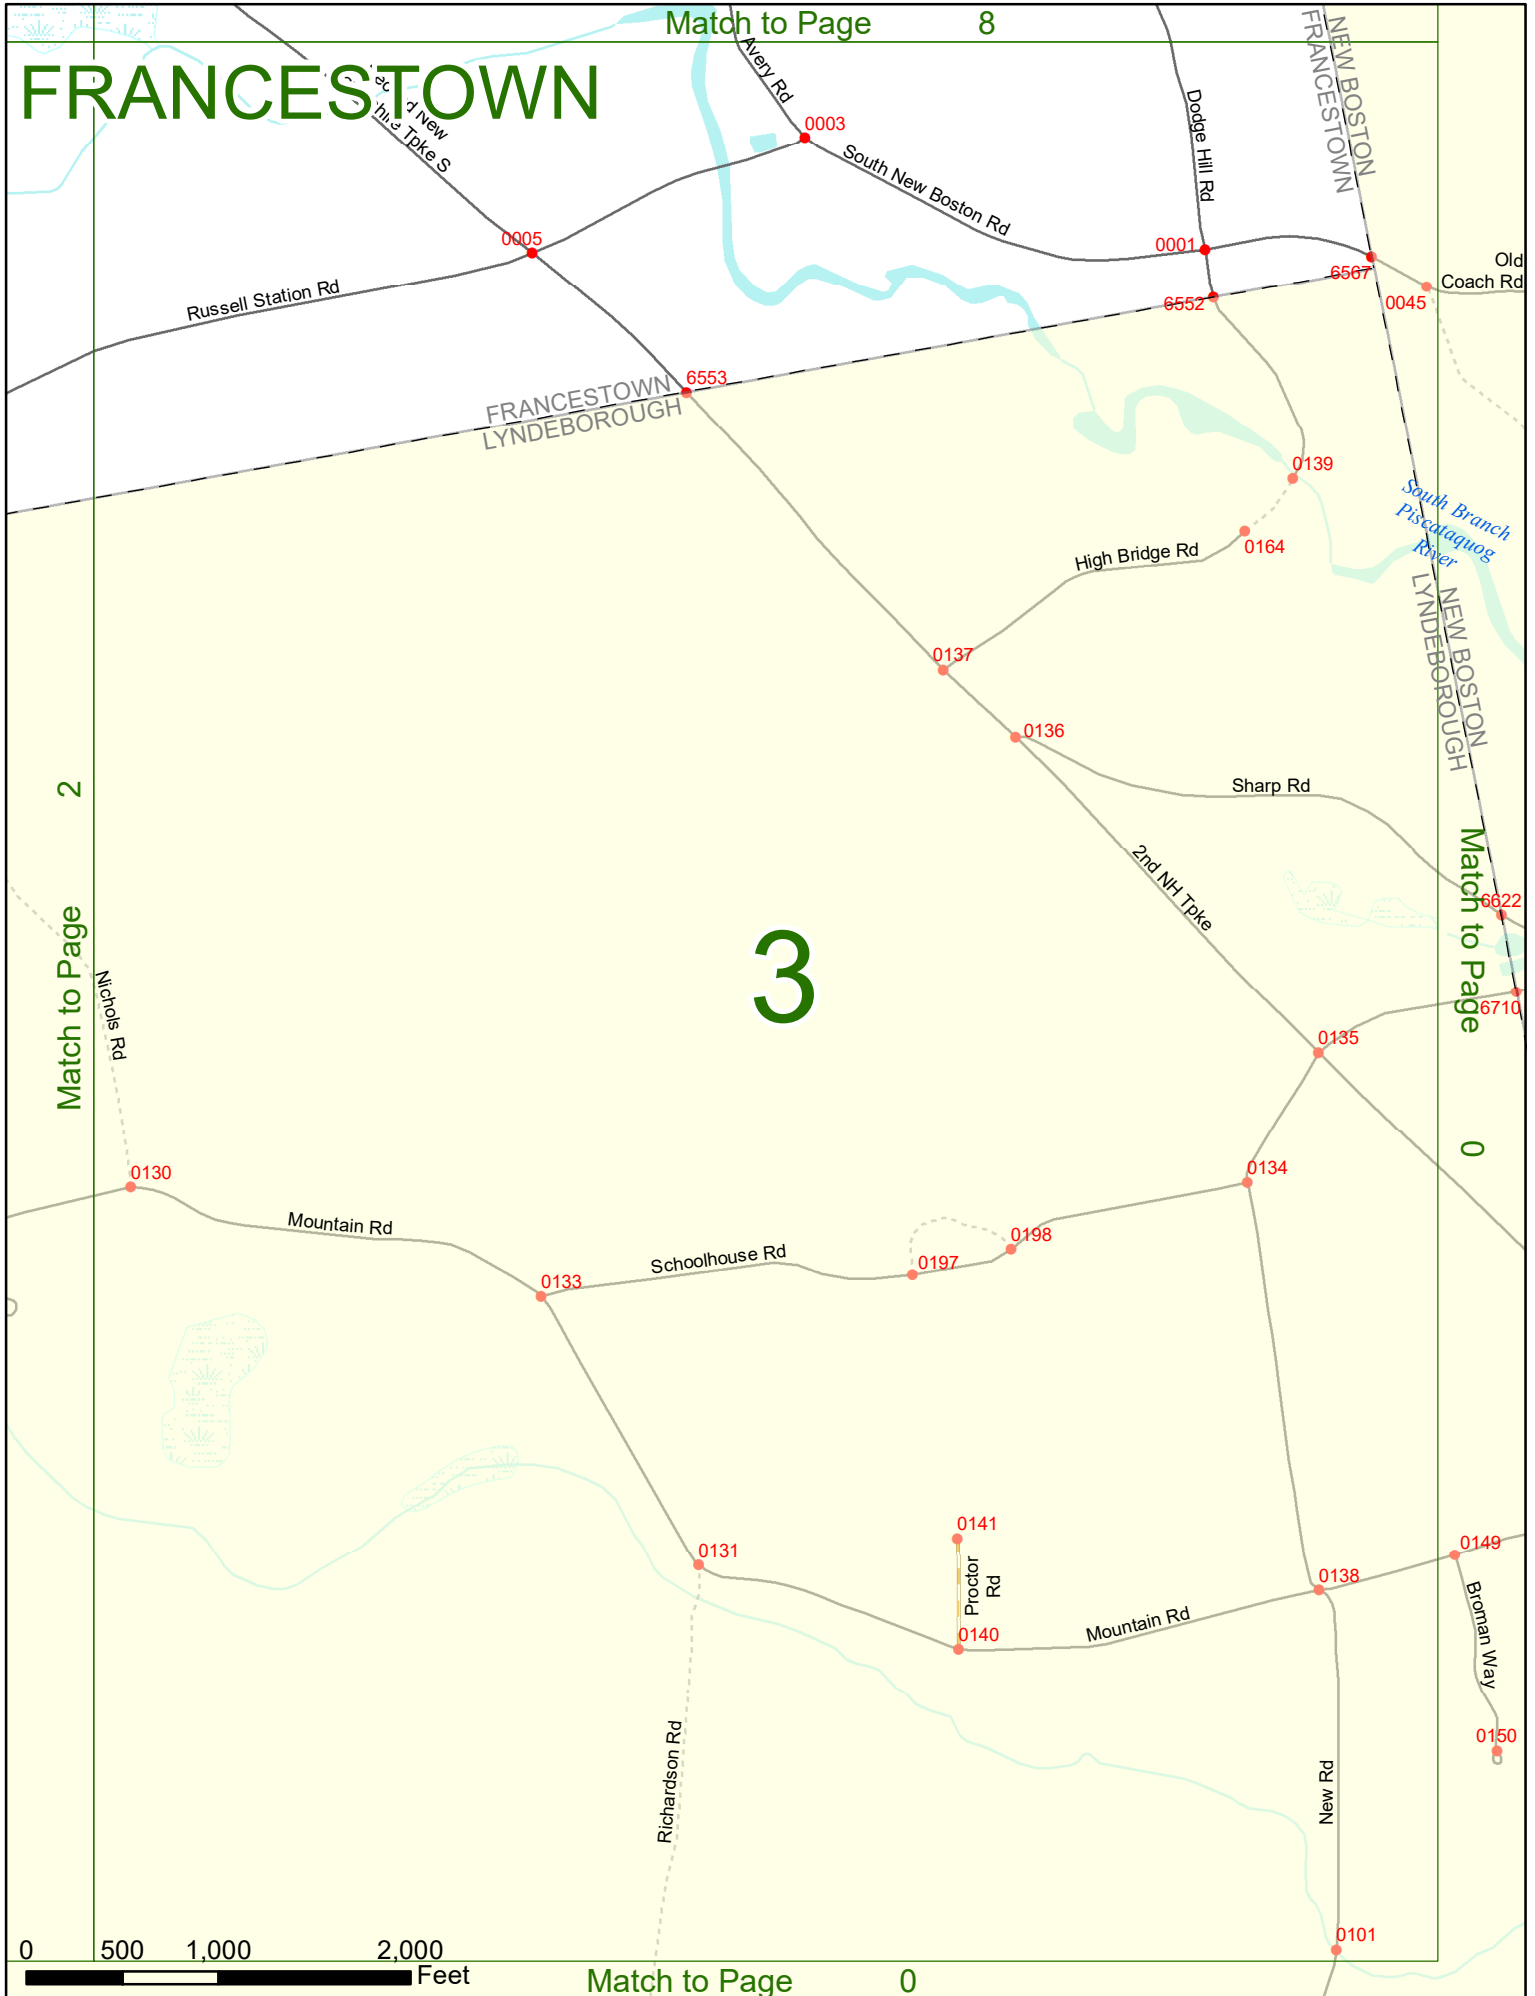 Match to Page 8
FRANCESTOWN
New
Tpke S
Avery Rd
0003
South New Boston Rd
Dodge Hill Rd
NEW BOSTON
FRANCESTOWN
0005
0001
6567
Old
Coach Rd
0045
Russell Station Rd
6552
6553
FRANCESTOWN
LYNDEBOROUGH
0139
South Branch
Piscataquog
River
0164
High Bridge Rd
NEW BOSTON
LYNDEBOROUGH
0137
0136
Sharp Rd
2nd NH Tpke
Match to Page 2
Match to Page 0
6622
3
Nichols Rd
6710
0135
0130
0134
Mountain Rd
0198
Schoolhouse Rd
0197
0133
0141
0131
0149
Proctor
Rd
0138
0140
Mountain Rd
Broman Way
0150
Richardson Rd
New Rd
0101
0 500 1,000 2,000
Feet
Match to Page 0